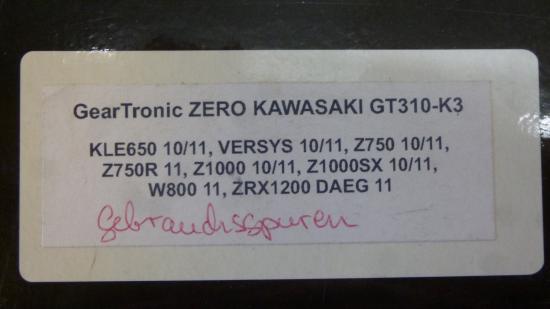 GearTronic ZERO KAWASAKI GT310-K3
KLE650 10/11, VERSYS 10/11, Z750 10/11,
Z750R 11, Z1000 10/11, Z1000SX 10/11,
W800 11, ZRX1200 DAEG 11
Gebrauchsspuren